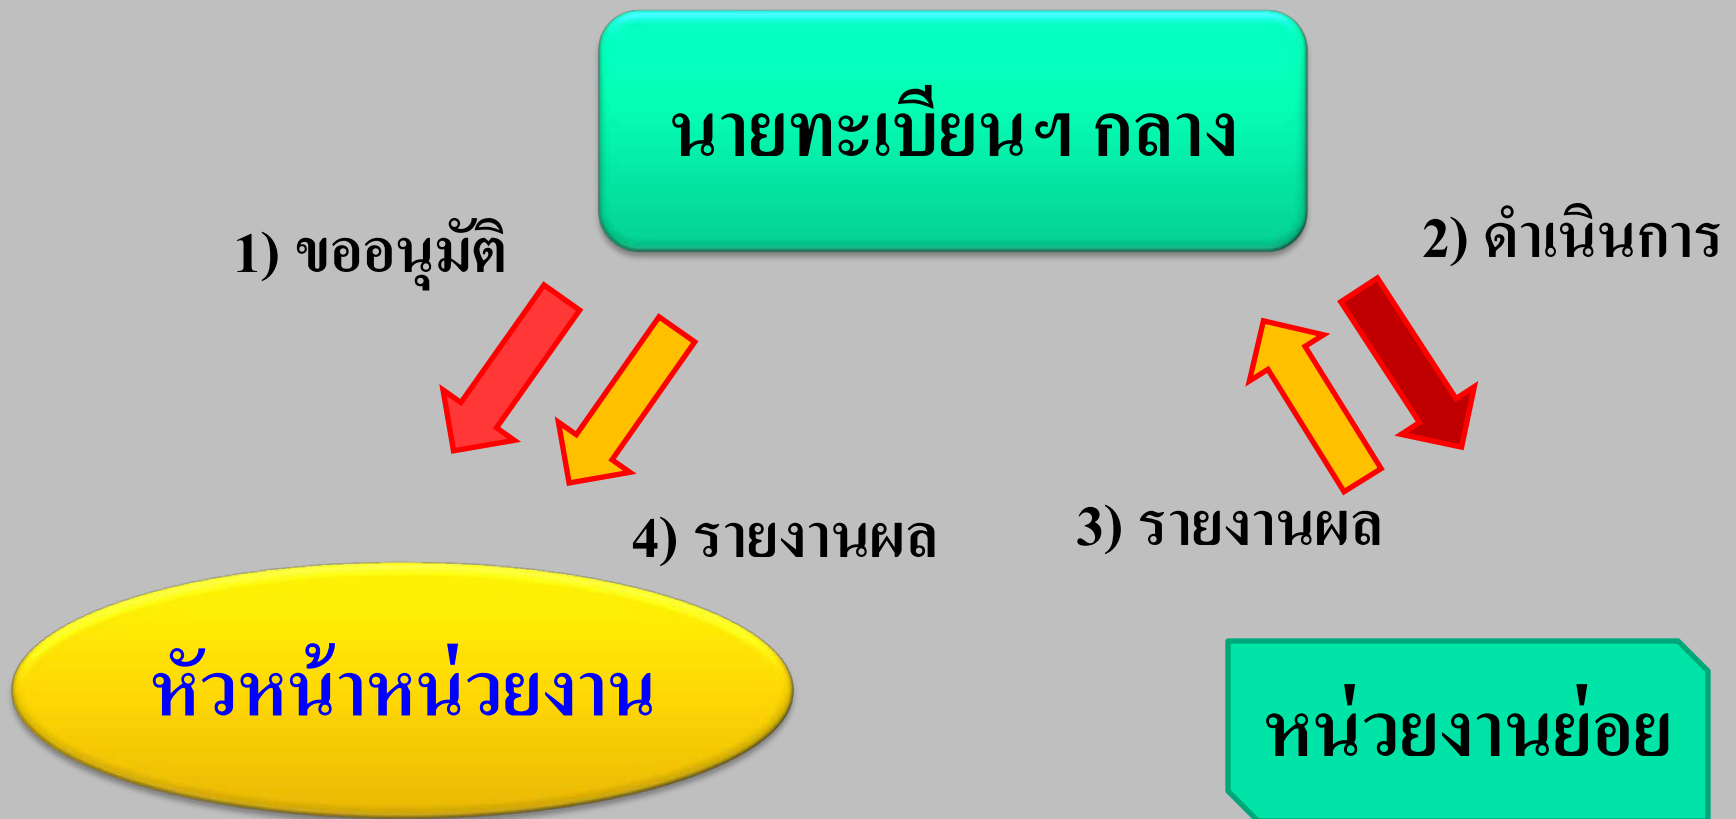 นายทะเบียนฯ กลาง
1) ขออนุมัติ
2) ดำเนินการ
4) รายงานผล
3) รายงานผล
หัวหน้าหน่วยงาน
หน่วยงานย่อย